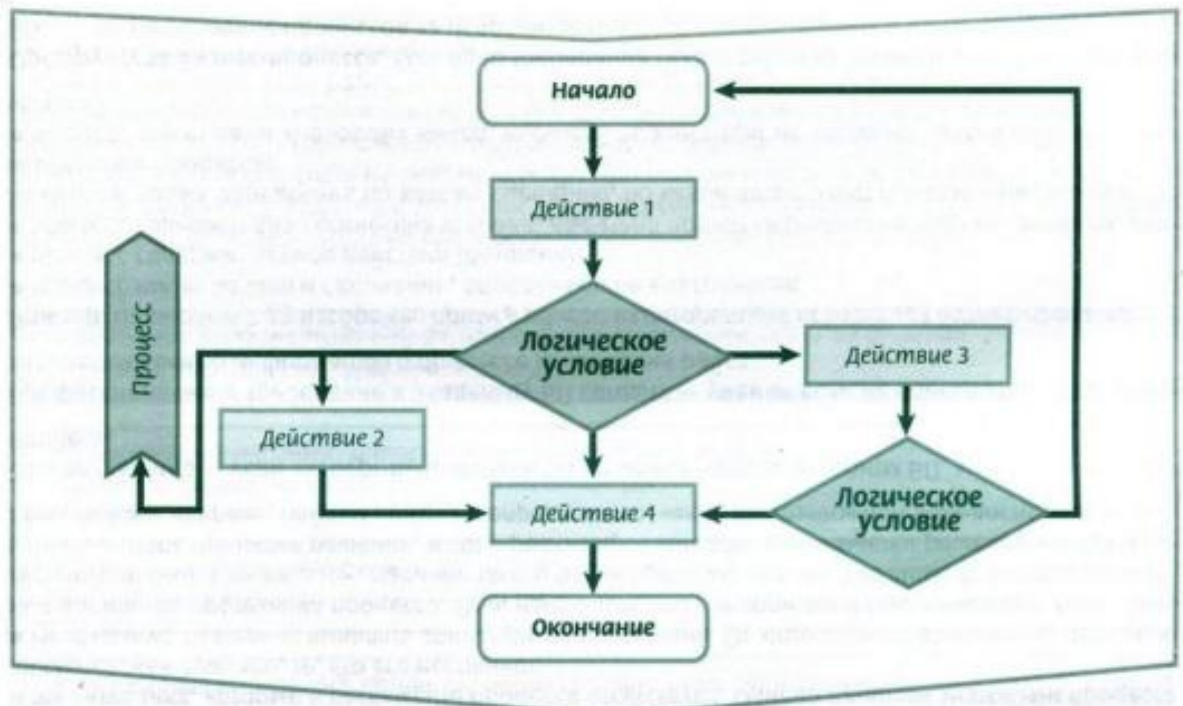 Начало
Действие 1
Логическое
условие
Действие 3
Процесс
Действие 2
Действие 4
Логическое
условие
Окончание